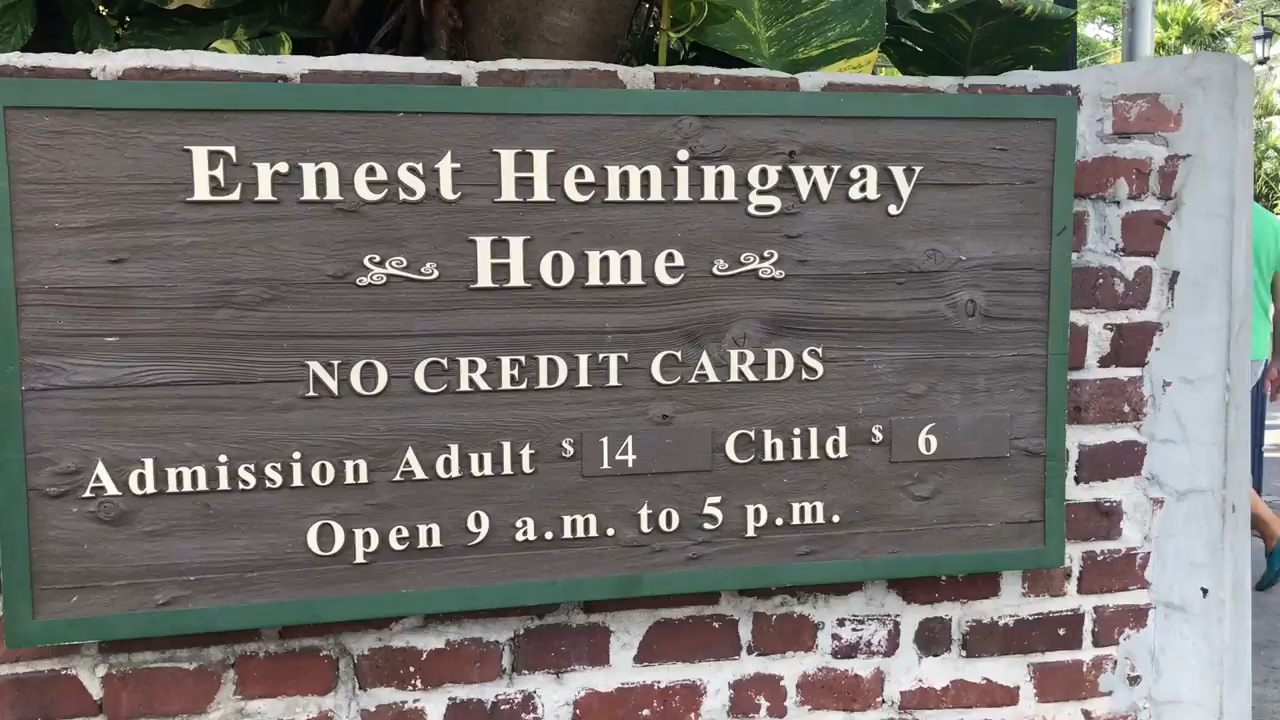 Ernest Hemingway
Home
NO CREDIT CARDS
Admission Adult $ 14 Child $ 6
Open 9 a.m. to 5 p.m.